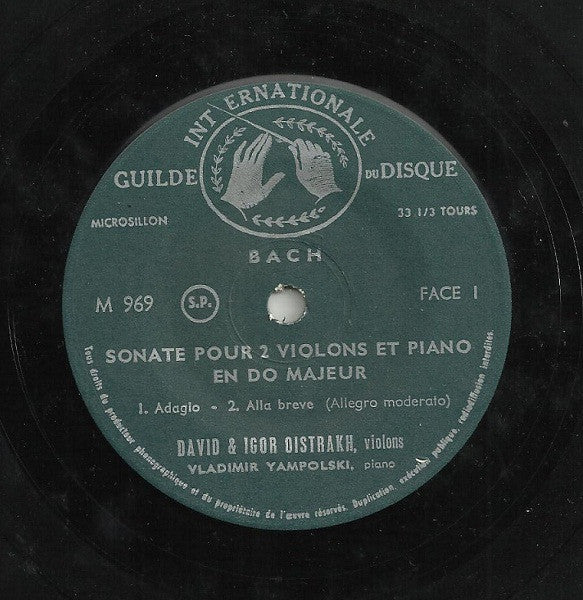 INTERNATIONALE
GUILDE DU DISQUE
MICROSILLON
33 1/3 TOURS
BACH
M 969
S.P.
FACE 1
SONATE POUR 2 VIOLONS ET PIANO
EN DO MAJEUR
1. Adagio - 2. Alla breve (Allegro moderato)
DAVID & IGOR OISTRAKH, violons
VLADIMIR YAMPOLSKI, piano
Tous droits du producteur phonographique et du propriétaire de l'œuvre réservés. Duplication, exécution publique, radiodiffusion interdites.